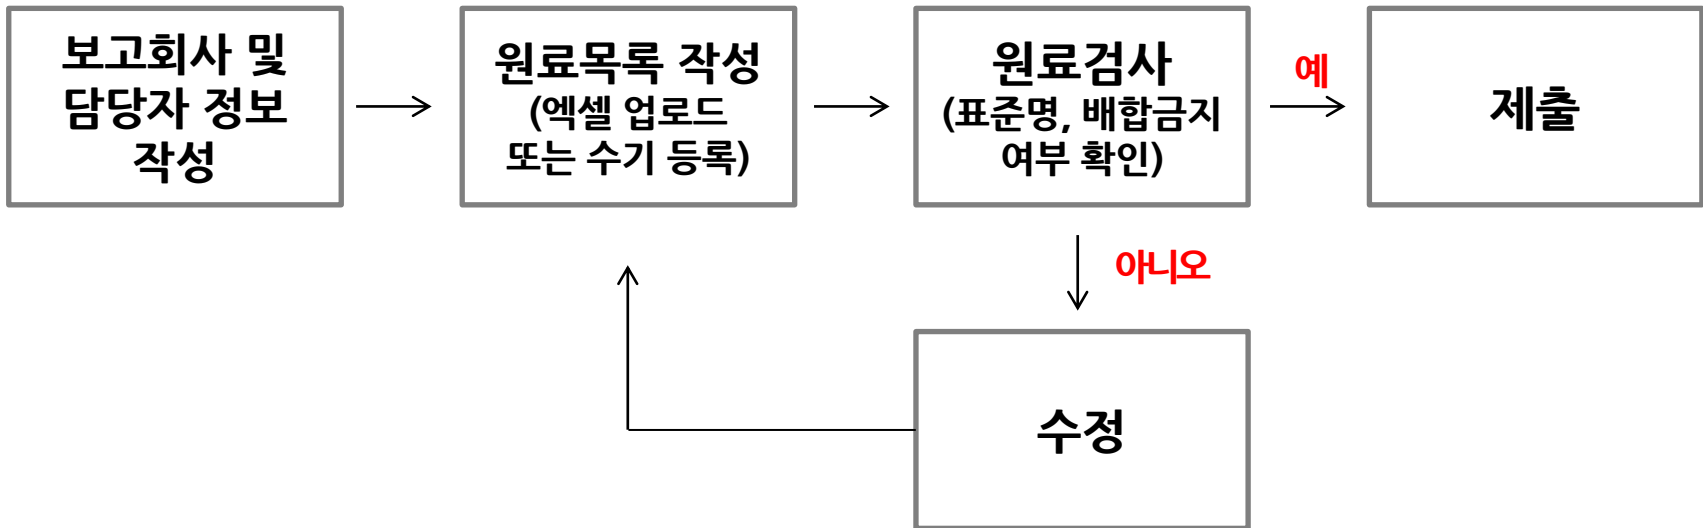 보고회사 및
담당자 정보
작성
원료목록 작성
(엑셀 업로드
또는 수기 등록)
원료검사
(표준명, 배합금지
여부 확인)
예
제출
아니오
수정